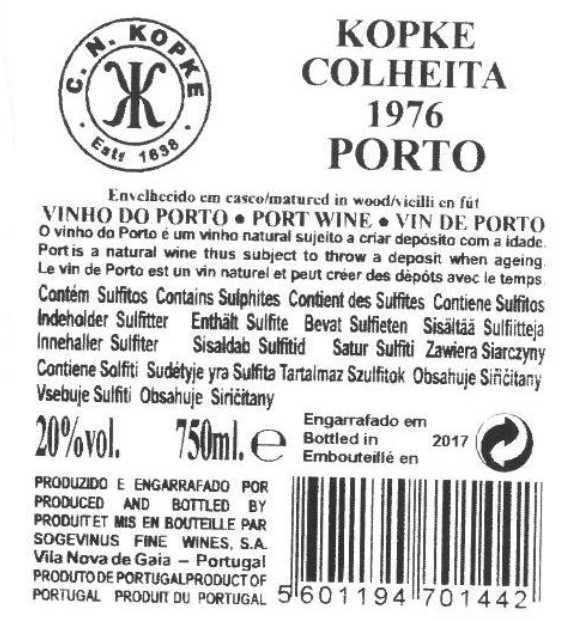 C. N. KOPKE
Estd 1638
KOPKE
COLHEITA
1976
PORTO
Envelhecido em casco/matured in wood/vieilli en fût
VINHO DO PORTO • PORT WINE • VIN DE PORTO
O vinho do Porto é um vinho natural sujeito a criar depósito com a idade.
Port is a natural wine thus subject to throw a deposit when ageing.
Le vin de Porto est un vin naturel et peut créer des dépôts avec le temps.
Contém Sulfitos Contains Sulphites Contient des Sulfites Contiene Sulfitos
Indeholder Sulfitter Enthält Sulfite Bevat Sulfieten Sisältää Sulfiitteja
Innehaller Sulfiter Sisaldab Sulfitid Satur Sulfiti Zawiera Siarczyny
Contiene Solfiti Sudėtyje yra Sulfita Tartalmaz Szulfitok Obsahuje Siřičitany
Vsebuje Sulfiti Obsahuje Siričitany
20%vol. 750ml. ℮
Engarrafado em
Bottled in 2017
Embouteillé en
PRODUZIDO E ENGARRAFADO POR
PRODUCED AND BOTTLED BY
PRODUIT ET MIS EN BOUTEILLE PAR
SOGEVINUS FINE WINES, S.A.
Vila Nova de Gaia – Portugal
PRODUTO DE PORTUGAL PRODUCT OF
PORTUGAL PRODUIT DU PORTUGAL
5 601194 701442